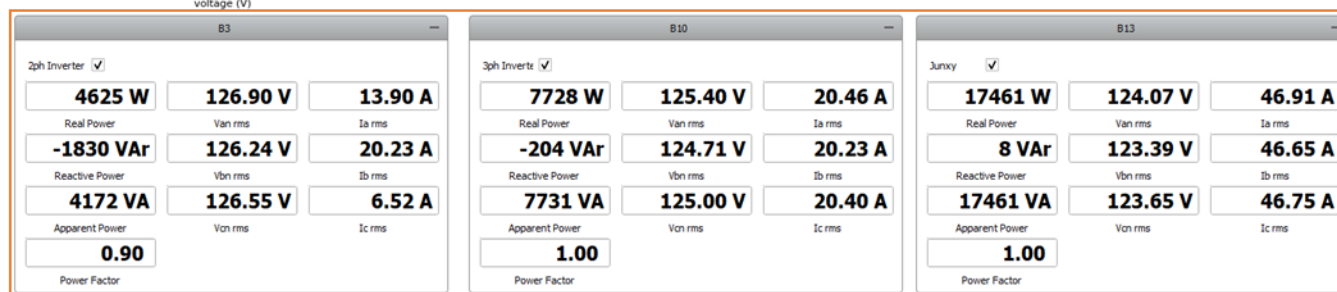 voltage (V)
B3
2ph Inverter
4625 W 126.90 V 13.90 A
Real Power Van rms Ia rms
-1830 VAr 126.24 V 20.23 A
Reactive Power Vbn rms Ib rms
4172 VA 126.55 V 6.52 A
Apparent Power Vcn rms Ic rms
0.90
Power Factor
B10
3ph Inverte
7728 W 125.40 V 20.46 A
Real Power Van rms Ia rms
-204 VAr 124.71 V 20.23 A
Reactive Power Vbn rms Ib rms
7731 VA 125.00 V 20.40 A
Apparent Power Vcn rms Ic rms
1.00
Power Factor
B13
Junxy
17461 W 124.07 V 46.91 A
Real Power Van rms Ia rms
8 VAr 123.39 V 46.65 A
Reactive Power Vbn rms Ib rms
17461 VA 123.65 V 46.75 A
Apparent Power Vcn rms Ic rms
1.00
Power Factor